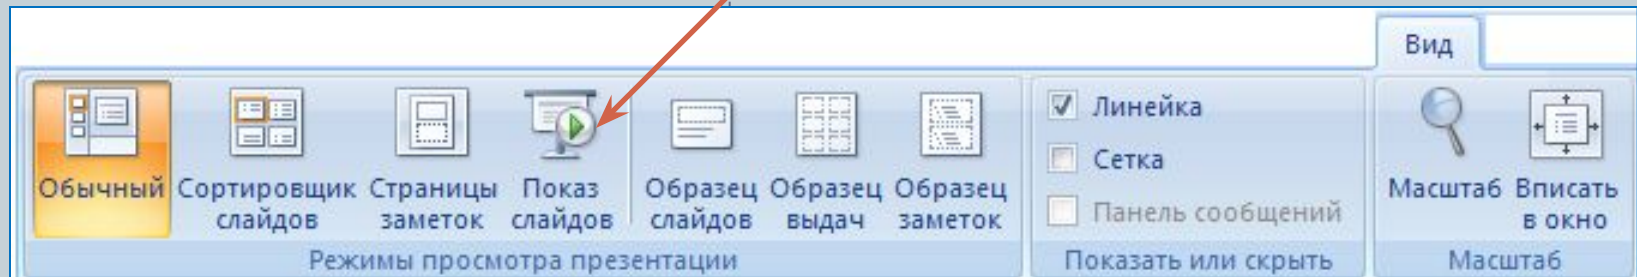 Вид
Обычный
Сортировщик
слайдов
Страницы
заметок
Показ
слайдов
Образец
слайдов
Образец
выдач
Образец
заметок
Режимы просмотра презентации
Линейка
Сетка
Панель сообщений
Показать или скрыть
Масштаб
Вписать
в окно
Масштаб